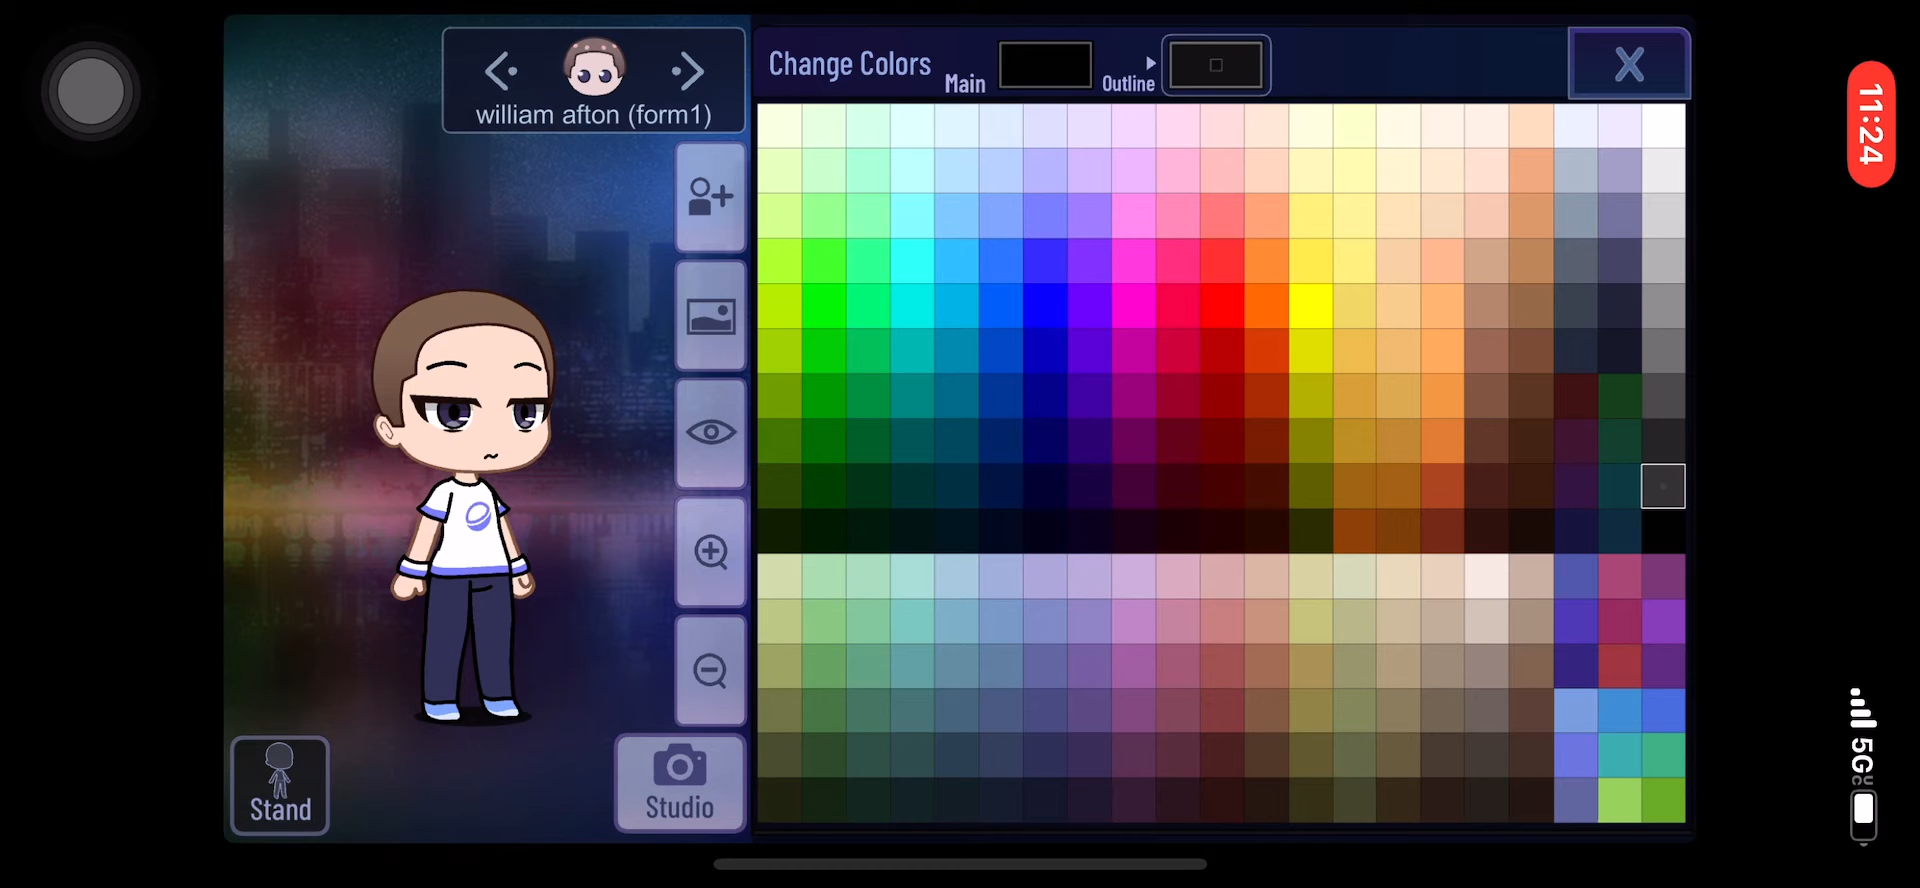 william afton (form1)
Change Colors
Main
Outline
X
Stand
Studio
11:24
5G